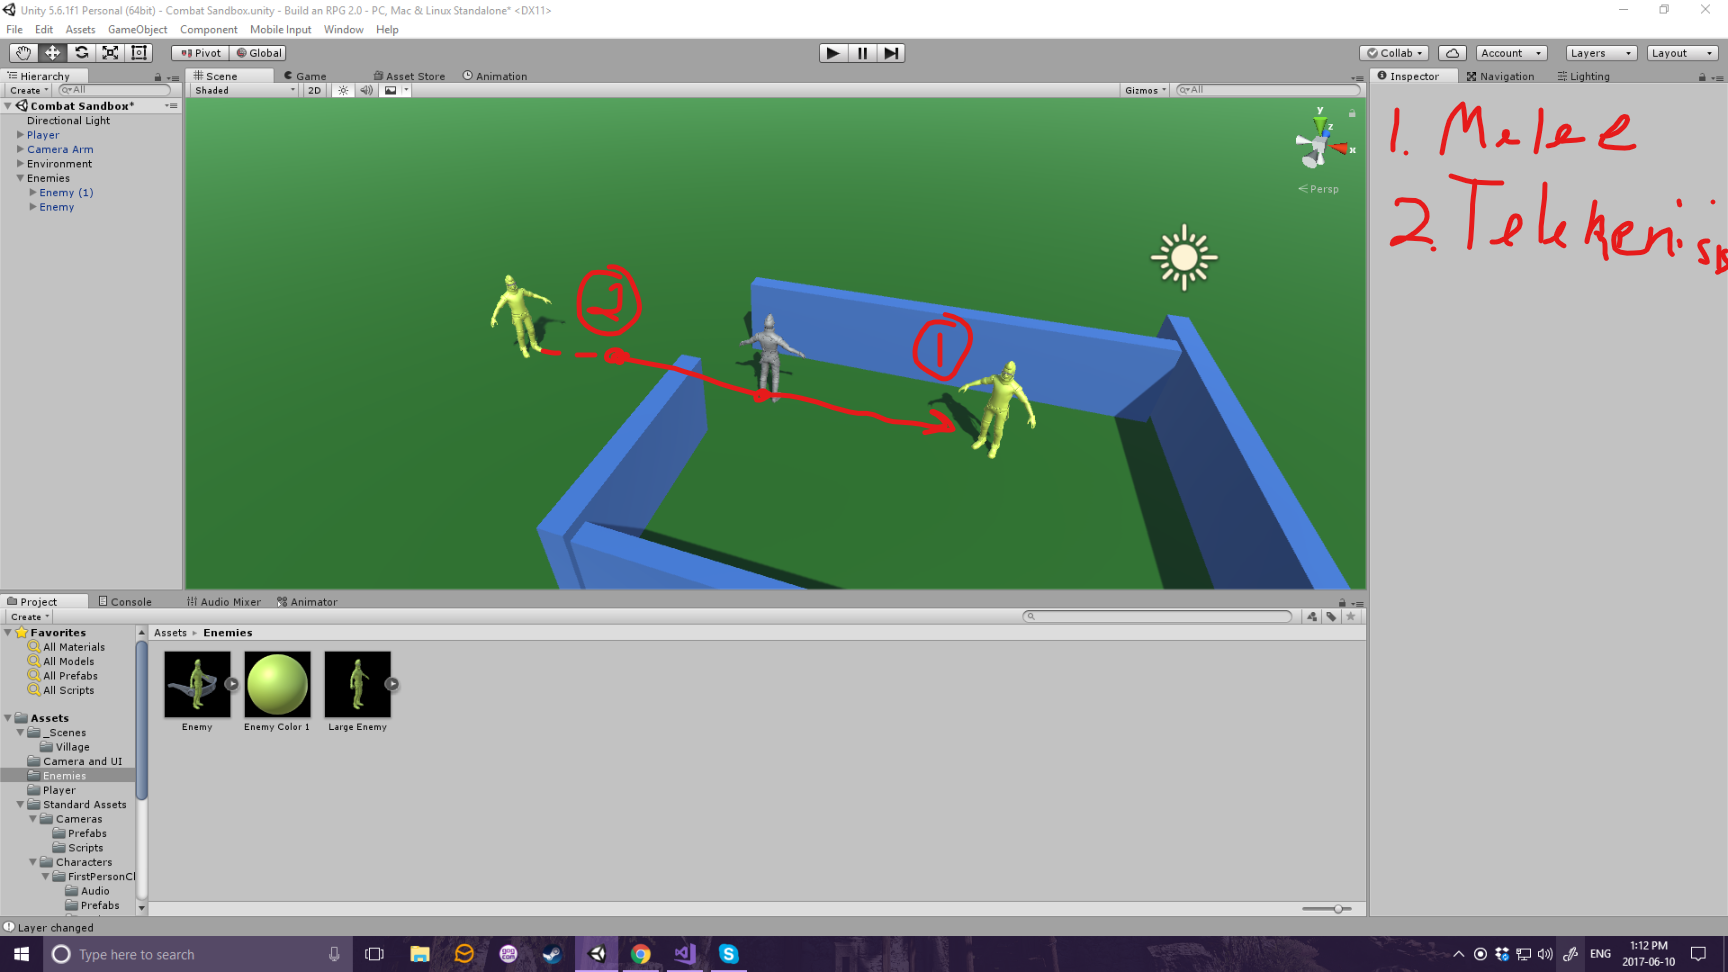 Unity 5.6.1f1 Personal (64bit) - Combat Sandbox.unity - Build an RPG 2.0 - PC, Mac & Linux Standalone* <DX11>
File Edit Assets GameObject Component Mobile Input Window Help
Pivot Global Collab Account Layers Layout
Hierarchy Scene Game Asset Store Animation Inspector Navigation Lighting
Create All Shaded 2D Gizmos All
Combat Sandbox*
Directional Light
Player
Camera Arm
Environment
Enemies
Enemy (1)
Enemy
y
z
x
Persp
1. Melee
2. Telekenisis
2
1
Project Console Audio Mixer Animator
Create
Favorites
All Materials
All Models
All Prefabs
All Scripts
Assets
_Scenes
Village
Camera and UI
Enemies
Player
Standard Assets
Cameras
Prefabs
Scripts
Characters
FirstPersonCl
Audio
Prefabs
Assets Enemies
Enemy Enemy Color 1 Large Enemy
Layer changed
Type here to search
gog.com
ENG
1:12 PM
2017-06-10